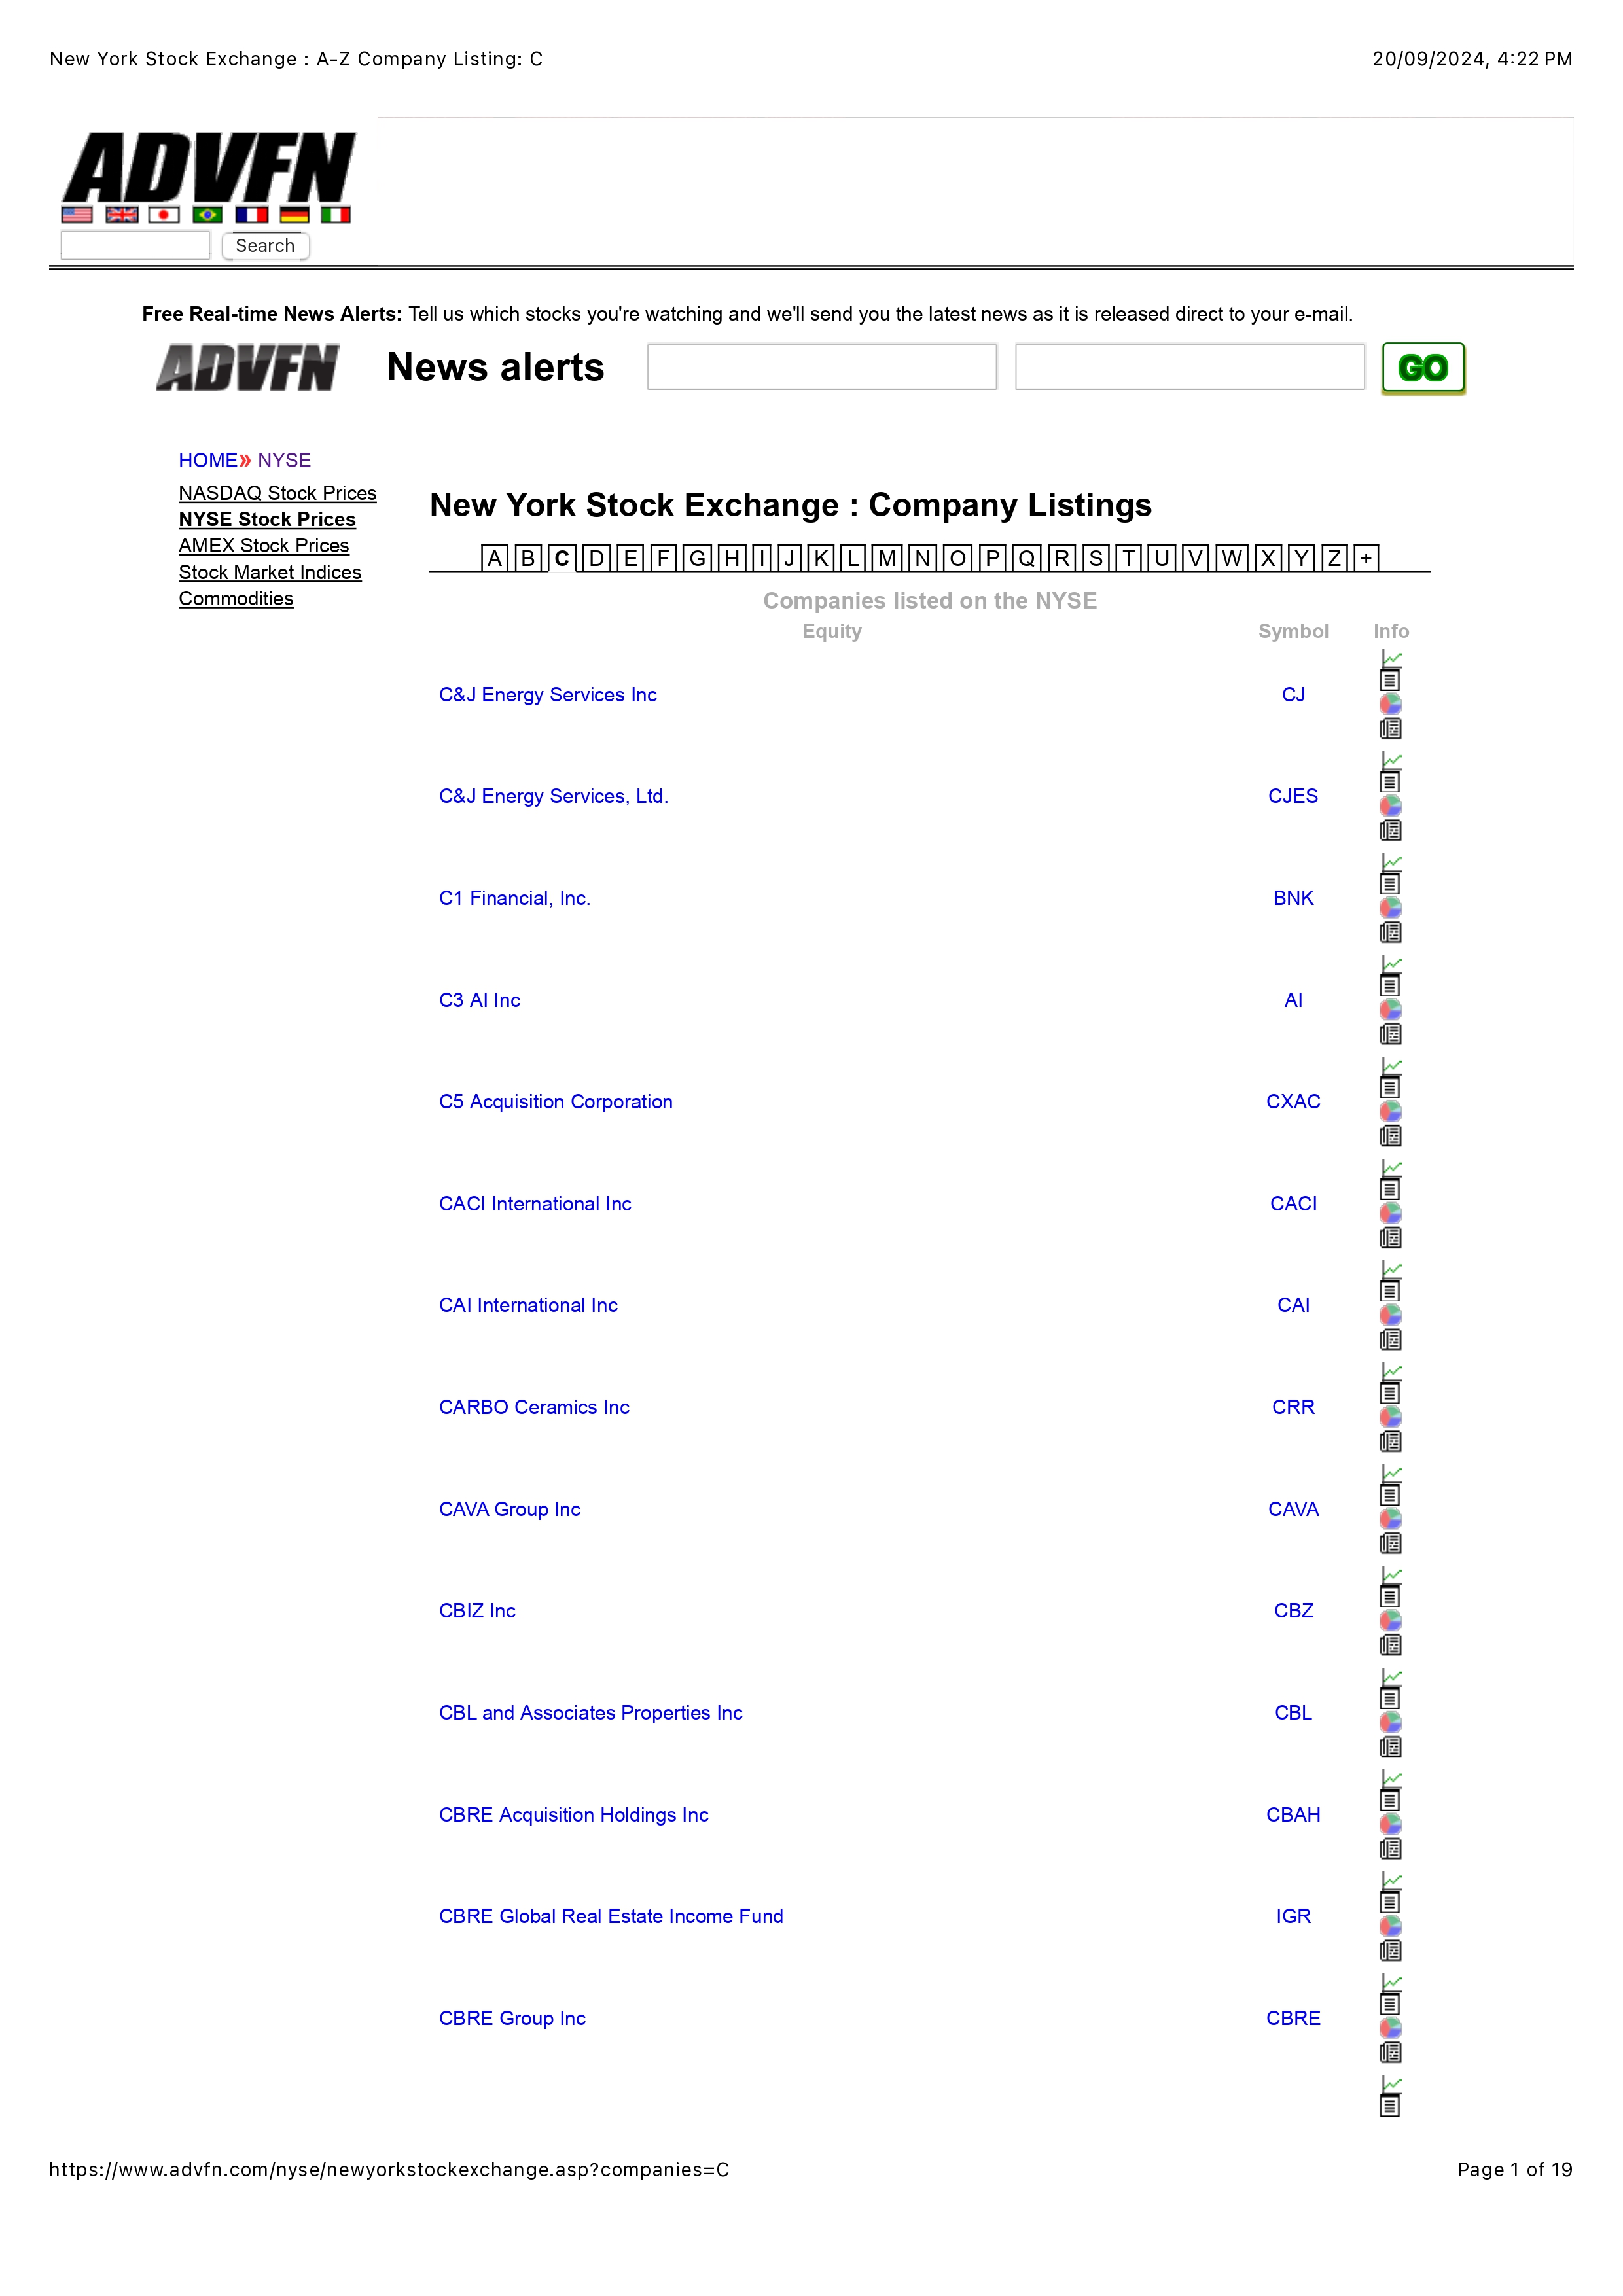 New York Stock Exchange : A-Z Company Listing: C 20/09/2024, 4:22 PM
ADVFN
Search
Free Real-time News Alerts: Tell us which stocks you're watching and we'll send you the latest news as it is released direct to your e-mail.
ADVFN News alerts GO
HOME» NYSE
NASDAQ Stock Prices
NYSE Stock Prices
AMEX Stock Prices
Stock Market Indices
Commodities
New York Stock Exchange : Company Listings
A B C D E F G H I J K L M N O P Q R S T U V W X Y Z +
Companies listed on the NYSE
Equity Symbol Info
C&J Energy Services Inc CJ
C&J Energy Services, Ltd. CJES
C1 Financial, Inc. BNK
C3 AI Inc AI
C5 Acquisition Corporation CXAC
CACI International Inc CACI
CAI International Inc CAI
CARBO Ceramics Inc CRR
CAVA Group Inc CAVA
CBIZ Inc CBZ
CBL and Associates Properties Inc CBL
CBRE Acquisition Holdings Inc CBAH
CBRE Global Real Estate Income Fund IGR
CBRE Group Inc CBRE
https://www.advfn.com/nyse/newyorkstockexchange.asp?companies=C Page 1 of 19